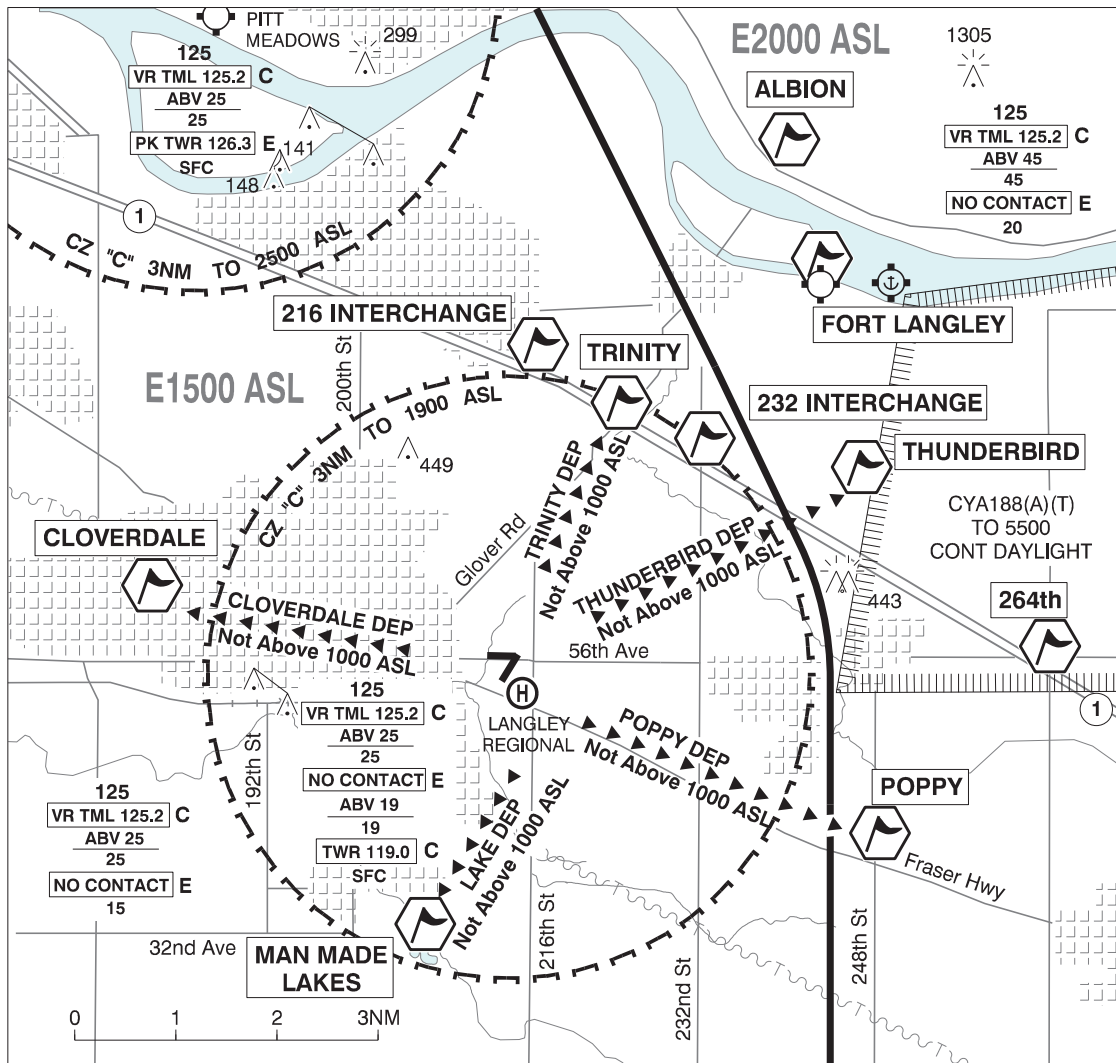 PITT
MEADOWS
299
E2000 ASL
1305
125
VR TML 125.2 C
ABV 25
25
PK TWR 126.3 E
SFC
141
148
ALBION
125
VR TML 125.2 C
ABV 45
45
NO CONTACT E
20
1
CZ "C" 3NM TO 2500 ASL
216 INTERCHANGE
TRINITY
FORT LANGLEY
E1500 ASL
200th St
CZ "C" 3NM TO 1900 ASL
449
232 INTERCHANGE
THUNDERBIRD
CYA188(A)(T)
TO 5500
CONT DAYLIGHT
CLOVERDALE
Glover Rd
TRINITY DEP
Not Above 1000 ASL
THUNDERBIRD DEP
Not Above 1000 ASL
443
264th
CLOVERDALE DEP
Not Above 1000 ASL
56th Ave
H
LANGLEY
REGIONAL
1
125
VR TML 125.2 C
ABV 25
25
NO CONTACT E
ABV 19
19
TWR 119.0 C
SFC
192th St
POPPY DEP
Not Above 1000 ASL
POPPY
125
VR TML 125.2 C
ABV 25
25
NO CONTACT E
15
LAKE DEP
Not Above 1000 ASL
Fraser Hwy
32nd Ave
MAN MADE
LAKES
216th St
232nd St
248th St
0 1 2 3NM